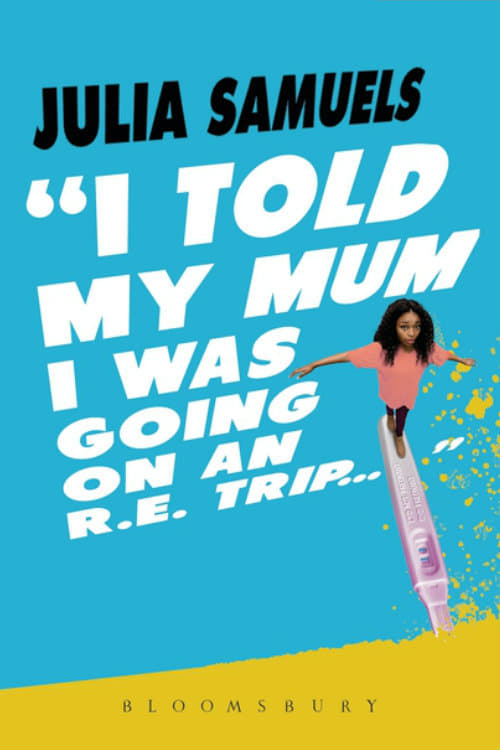 JULIA SAMUELS
“I TOLD
MY MUM
I WAS
GOING
ON AN
R.E. TRIP...”
BLOOMSBURY